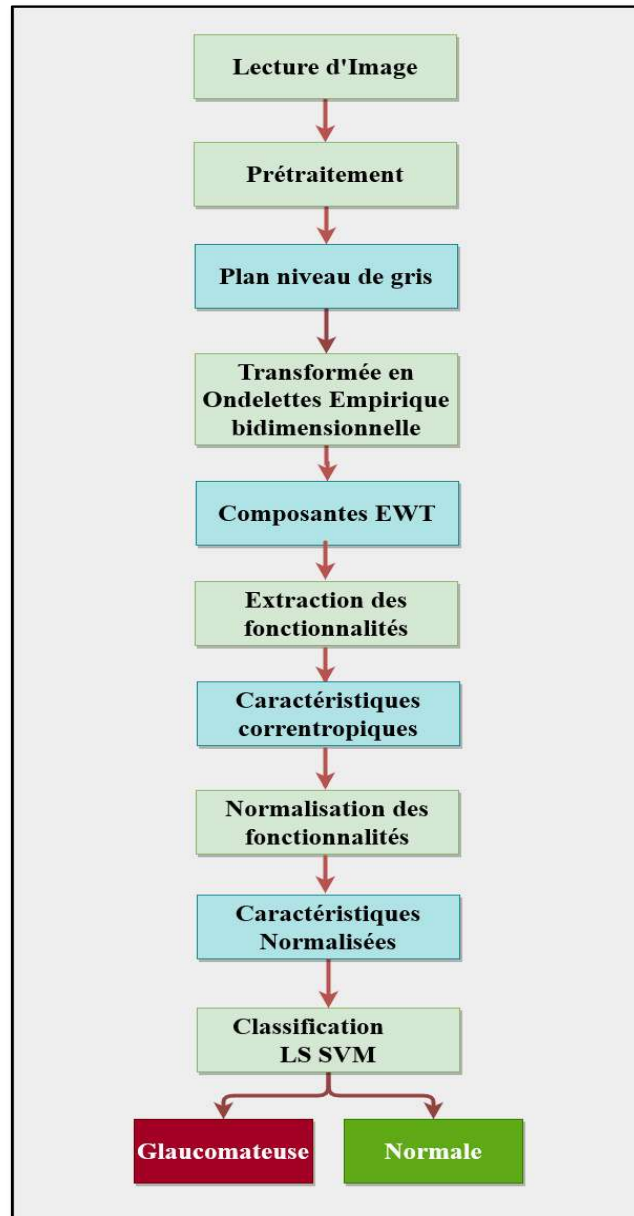 Lecture d'Image
Prétraitement
Plan niveau de gris
Transformée en
Ondelettes Empirique
bidimensionnelle
Composantes EWT
Extraction des
fonctionnalités
Caractéristiques
correntropiques
Normalisation des
fonctionnalités
Caractéristiques
Normalisées
Classification
LS SVM
Glaucomateuse
Normale